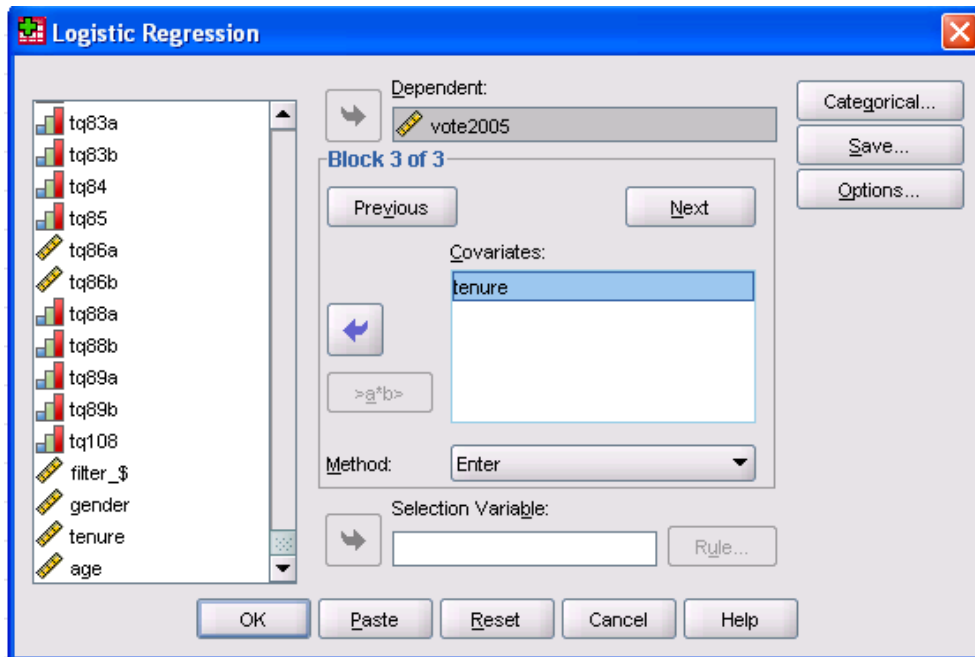 Logistic Regression
tq83a
tq83b
tq84
tq85
tq86a
tq86b
tq88a
tq88b
tq89a
tq89b
tq108
filter_$
gender
tenure
age
Dependent:
vote2005
Block 3 of 3
Previous
Next
Covariates:
tenure
>a*b>
Method:
Enter
Selection Variable:
Rule...
Categorical...
Save...
Options...
OK
Paste
Reset
Cancel
Help